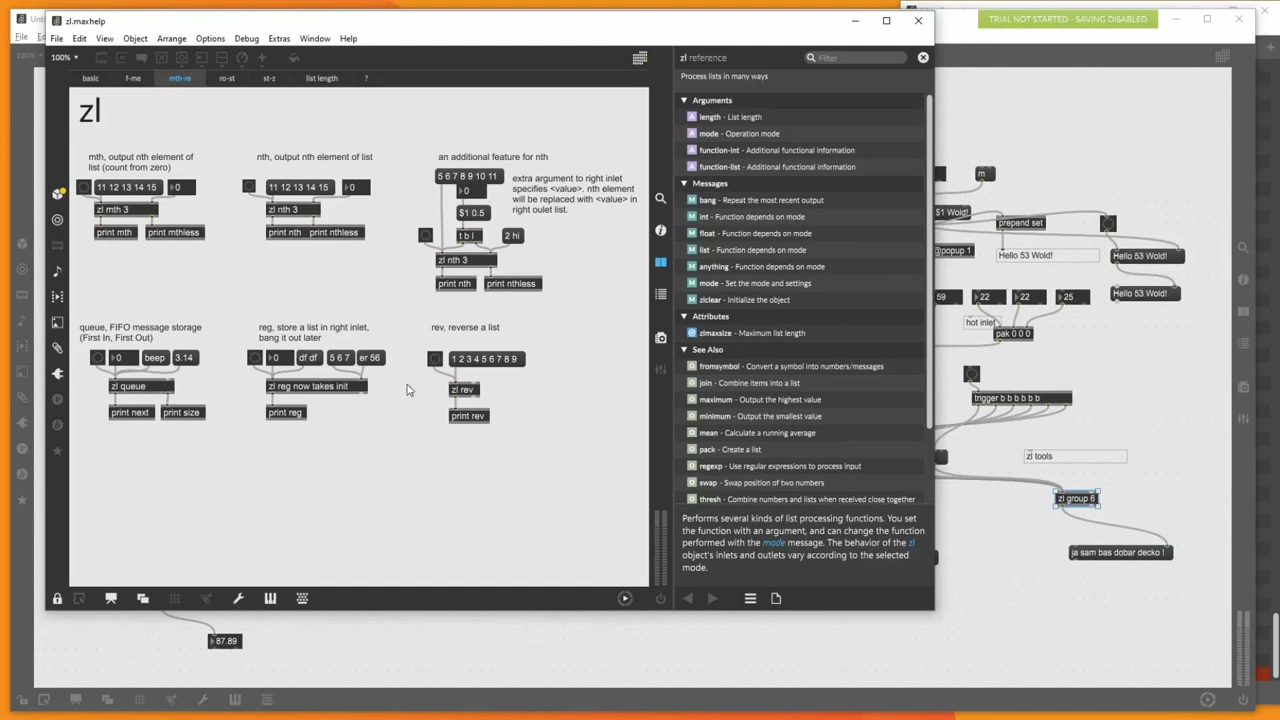 Unti
TRIAL NOT STARTED - SAVING DISABLED
zl.maxhelp
File Edit View Object Arrange Options Debug Extras Window Help
File
100%
100%
basic f-me mth-re ro-st st-z list length ?
zl
mth, output nth element of
list (count from zero)
11 12 13 14 15
0
zl mth 3
print mth
print mthless
nth, output nth element of list
11 12 13 14 15
0
zl nth 3
print nth
print nthless
an additional feature for nth
5 6 7 8 9 10 11
0
$1 0.5
t b l
2 hi
zl nth 3
print nth
print nthless
extra argument to right inlet
specifies <value>. nth element
will be replaced with <value> in
right oulet list.
queue, FIFO message storage
(First In, First Out)
0
beep
3.14
zl queue
print next
print size
reg, store a list in right inlet,
bang it out later
0
df df
5 6 7
er 56
zl reg now takes init
print reg
rev, reverse a list
1 2 3 4 5 6 7 8 9
zl rev
print rev
zl reference
Filter
Process lists in many ways
Arguments
length - List length
mode - Operation mode
function-int - Additional functional information
function-list - Additional functional information
Messages
bang - Repeat the most recent output
int - Function depends on mode
float - Function depends on mode
list - Function depends on mode
anything - Function depends on mode
mode - Set the mode and settings
zlclear - Initialize the object
Attributes
zlmaxsize - Maximum list length
See Also
fromsymbol - Convert a symbol into numbers/messages
join - Combine items into a list
maximum - Output the highest value
minimum - Output the smallest value
mean - Calculate a running average
pack - Create a list
regexp - Use regular expressions to process input
swap - Swap position of two numbers
thresh - Combine numbers and lists when received close together
Performs several kinds of list processing functions. You set
the function with an argument, and can change the function
performed with the mode message. The behavior of the zl
object's inlets and outlets vary according to the selected
mode.
m
$1 Wold!
prepend set
@popup 1
Hello 53 Wold!
Hello 53 Wold!
Hello 53 Wold!
59
22
22
25
hot inlet
pak 0 0 0
trigger b b b b b b
zl tools
zl group 6
ja sam bas dobar decko !
87.89